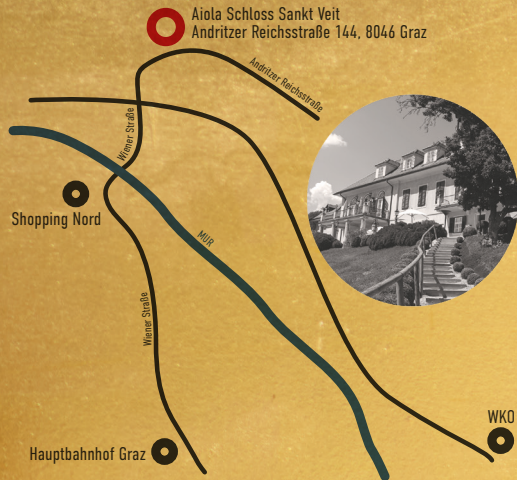 Aiola Schloss Sankt Veit
Andritzer Reichsstraße 144, 8046 Graz
Andritzer Reichsstraße
Wiener Straße
Shopping Nord
MUR
Wiener Straße
WKO
Hauptbahnhof Graz